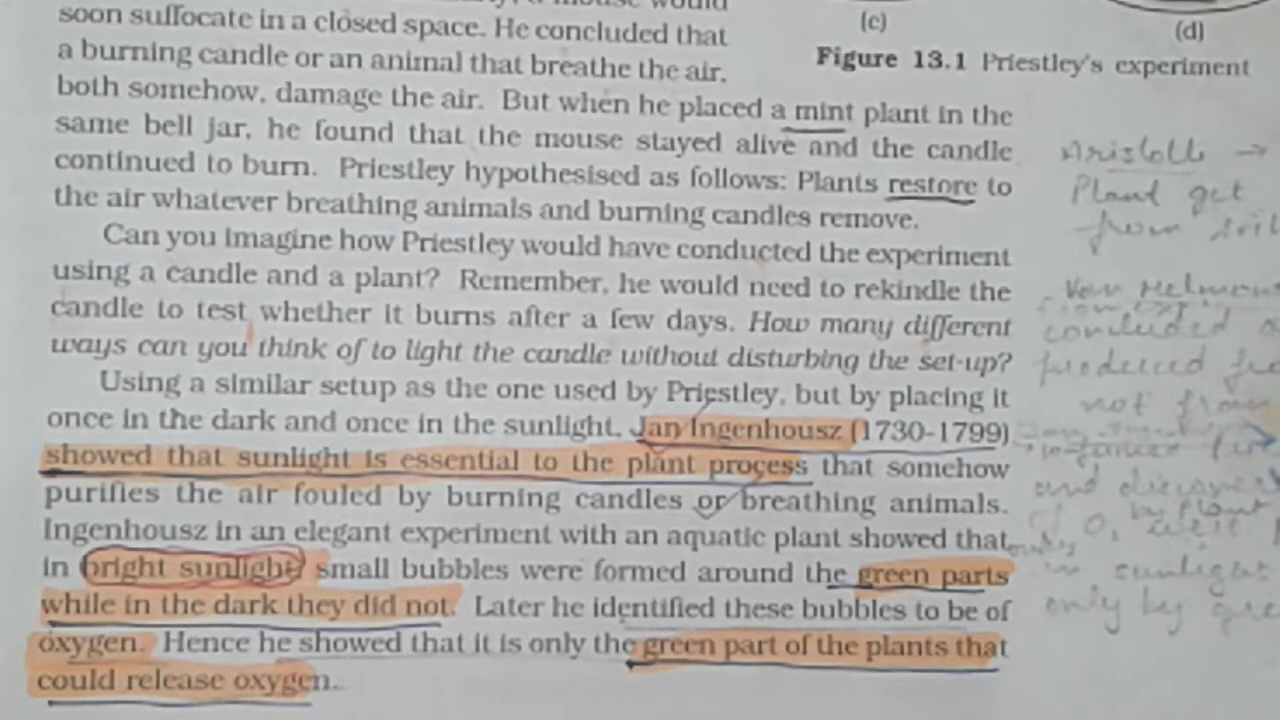 soon suffocate in a closed space. He concluded that
(c)
(d)
a burning candle or an animal that breathe the air,
Figure 13.1 Priestley's experiment
both somehow, damage the air. But when he placed a mint plant in the
same bell jar, he found that the mouse stayed alive and the candle
continued to burn. Priestley hypothesised as follows: Plants restore to
the air whatever breathing animals and burning candles remove.
Can you imagine how Priestley would have conducted the experiment
using a candle and a plant? Remember, he would need to rekindle the
candle to test whether it burns after a few days. How many different
ways can you think of to light the candle without disturbing the set-up?
Using a similar setup as the one used by Priestley, but by placing it
once in the dark and once in the sunlight, Jan Ingenhousz (1730-1799)
showed that sunlight is essential to the plant process that somehow
purifies the air fouled by burning candles or breathing animals.
Ingenhousz in an elegant experiment with an aquatic plant showed that
in bright sunlight, small bubbles were formed around the green parts
while in the dark they did not. Later he identified these bubbles to be of
oxygen. Hence he showed that it is only the green part of the plants that
could release oxygen.
→
Plant get
from
concluded
not from
by plant
in sunlight
only by